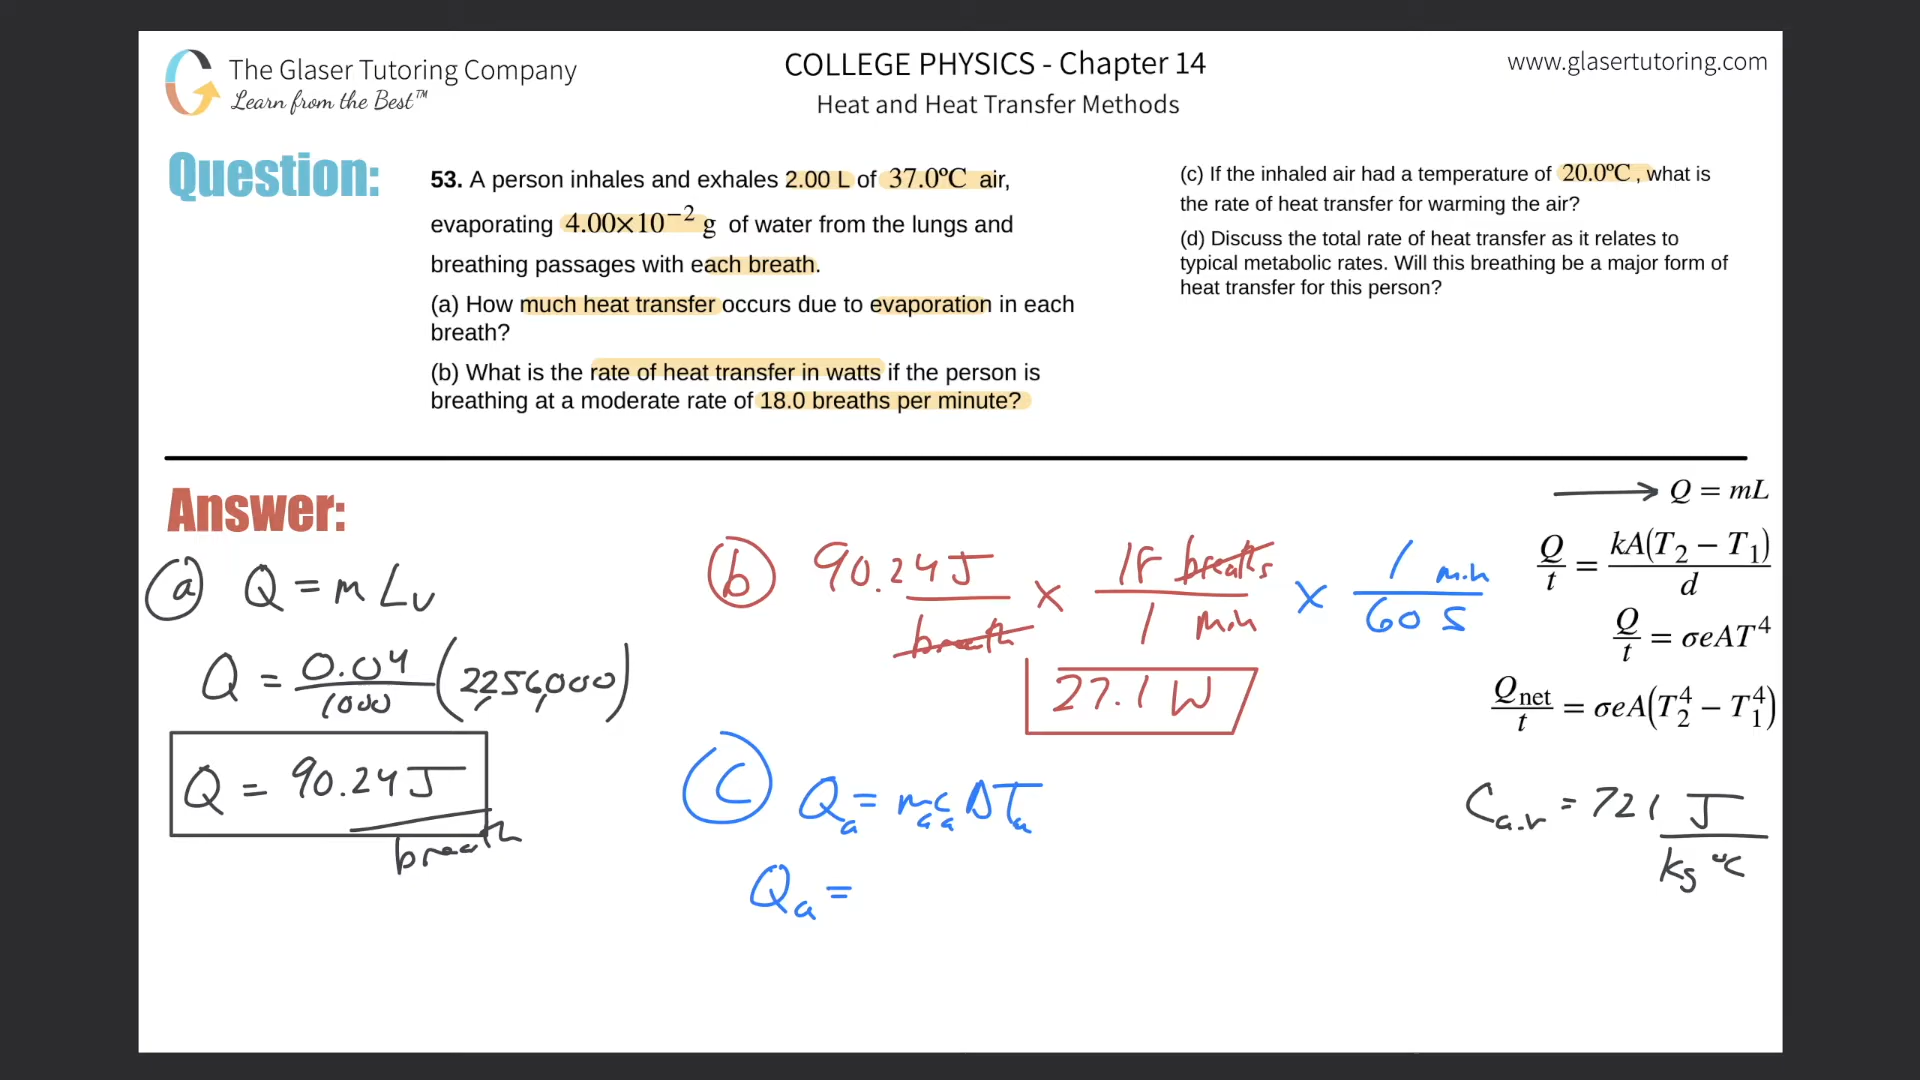 The Glaser Tutoring Company
Learn from the Best™
COLLEGE PHYSICS - Chapter 14
Heat and Heat Transfer Methods
www.glasertutoring.com
Question:
53. A person inhales and exhales 2.00 L of 37.0ºC air,
evaporating 4.00×10⁻² g of water from the lungs and
breathing passages with each breath.
(a) How much heat transfer occurs due to evaporation in each
breath?
(b) What is the rate of heat transfer in watts if the person is
breathing at a moderate rate of 18.0 breaths per minute?
(c) If the inhaled air had a temperature of 20.0ºC , what is
the rate of heat transfer for warming the air?
(d) Discuss the total rate of heat transfer as it relates to
typical metabolic rates. Will this breathing be a major form of
heat transfer for this person?
Answer:
(a) Q = m Lv
Q = 0.04/1000 (2,256,000)
Q = 90.24 J/breath
(b) 90.24 J/breath × 18 breaths/1 min × 1 min/60 s
27.1 W
(c) Qa = ma ca ΔTa
Qa =
→ Q = mL
Q/t = kA(T₂ − T₁)/d
Q/t = σeAT⁴
Qnet/t = σeA(T₂⁴ − T₁⁴)
Cair = 721 J/kg °C